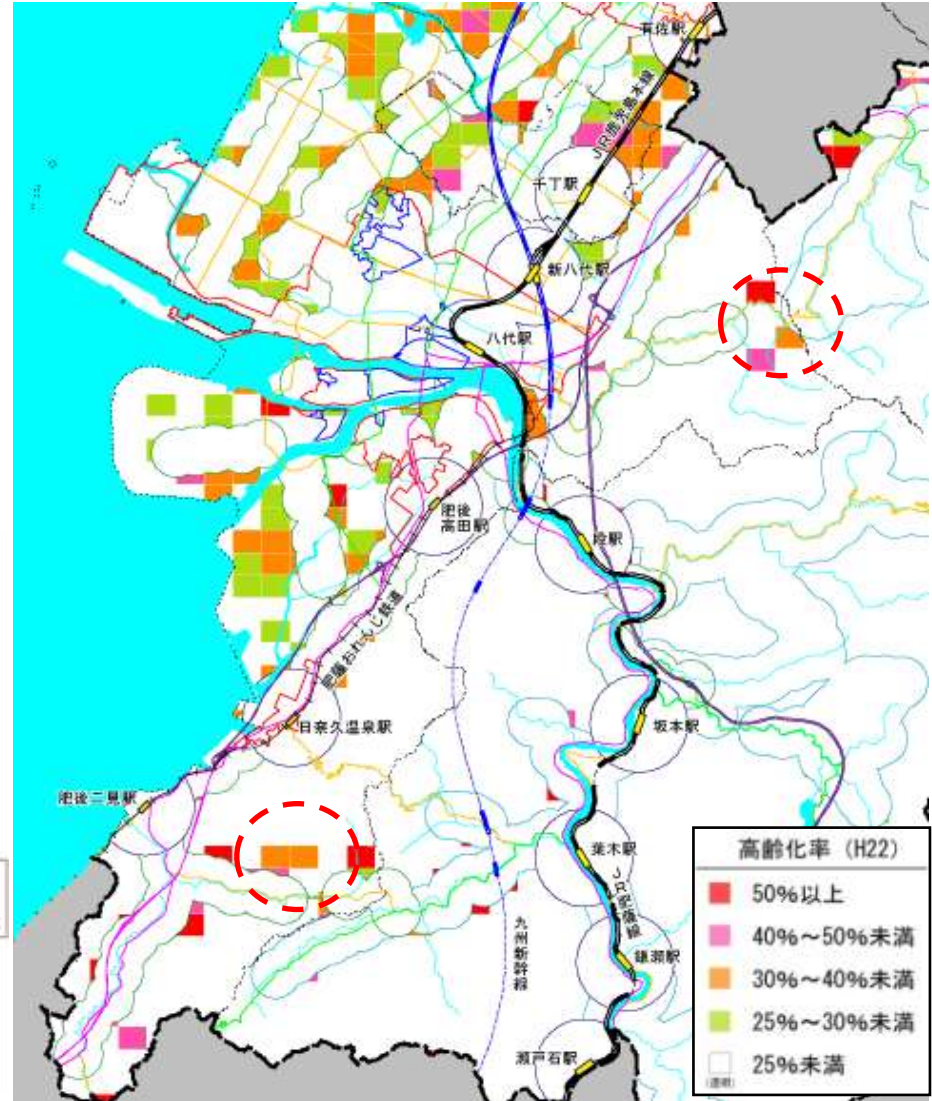 有佐駅
JR鹿児島本線
千丁駅
新八代駅
八代駅
肥後
高田駅
段駅
肥薩おれんじ鉄道
日奈久温泉駅
坂本駅
肥後二見駅
葉木駅
JR肥薩線
九州新幹線
鎌瀬駅
瀬戸石駅
高齢化率 (H22)
50%以上
40%～50%未満
30%～40%未満
25%～30%未満
25%未満